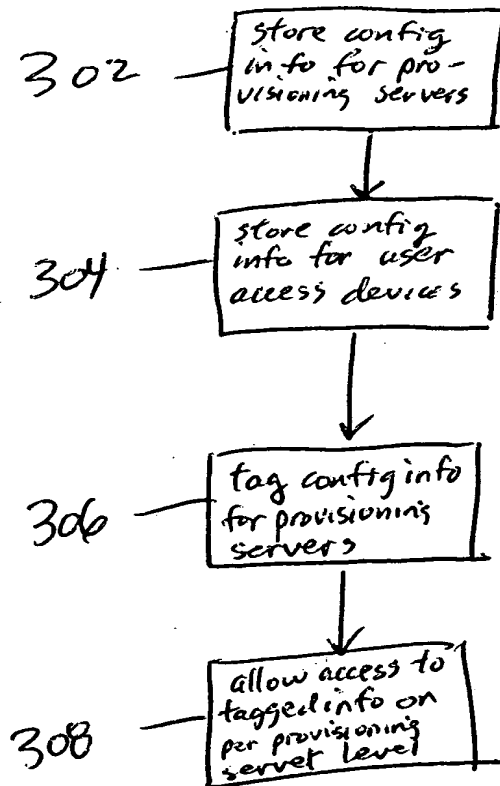 302
store config
info for pro-
visioning servers
304
store config
info for user
access devices
306
tag config info
for provisioning
servers
308
allow access to
tagged info on
per provisioning
server level